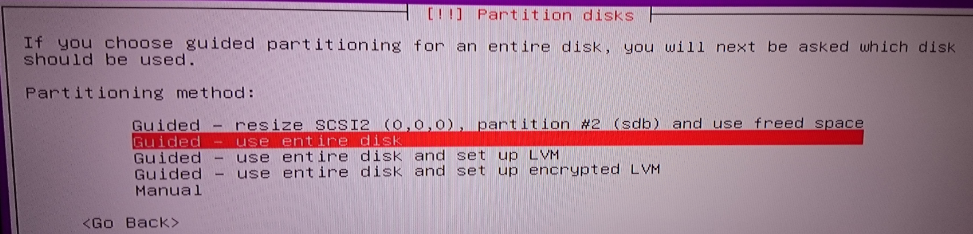 [!!] Partition disks
If you choose guided partitioning for an entire disk, you will next be asked which disk
should be used.
Partitioning method:
Guided - resize SCSI2 (0,0,0), partition #2 (sdb) and use freed space
Guided - use entire disk
Guided - use entire disk and set up LVM
Guided - use entire disk and set up encrypted LVM
Manual
<Go Back>